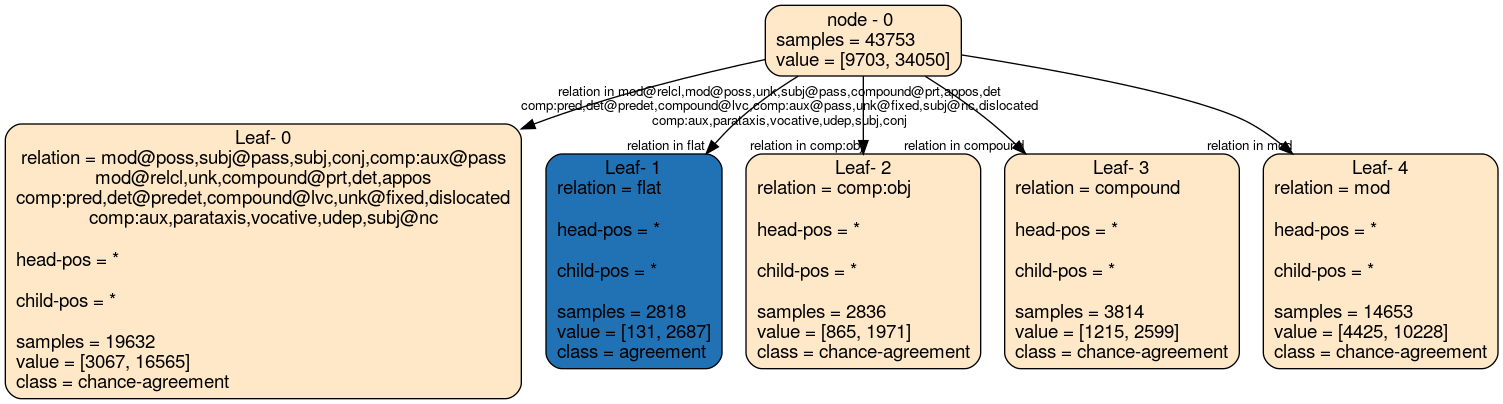 node - 0
samples = 43753
value = [9703, 34050]
relation in mod@relcl,mod@poss,unk,subj@pass,compound@prt,appos,det
comp:pred,det@predet,compound@lvc,comp:aux@pass,unk@fixed,subj@nc,dislocated
comp:aux,parataxis,vocative,udep,subj,conj
relation in flat
relation in comp:obj
relation in compound
relation in mod
Leaf- 0
relation = mod@poss,subj@pass,subj,conj,comp:aux@pass
mod@relcl,unk,compound@prt,det,appos
comp:pred,det@predet,compound@lvc,unk@fixed,dislocated
comp:aux,parataxis,vocative,udep,subj@nc
head-pos = *
child-pos = *
samples = 19632
value = [3067, 16565]
class = chance-agreement
Leaf- 1
relation = flat
head-pos = *
child-pos = *
samples = 2818
value = [131, 2687]
class = agreement
Leaf- 2
relation = comp:obj
head-pos = *
child-pos = *
samples = 2836
value = [865, 1971]
class = chance-agreement
Leaf- 3
relation = compound
head-pos = *
child-pos = *
samples = 3814
value = [1215, 2599]
class = chance-agreement
Leaf- 4
relation = mod
head-pos = *
child-pos = *
samples = 14653
value = [4425, 10228]
class = chance-agreement